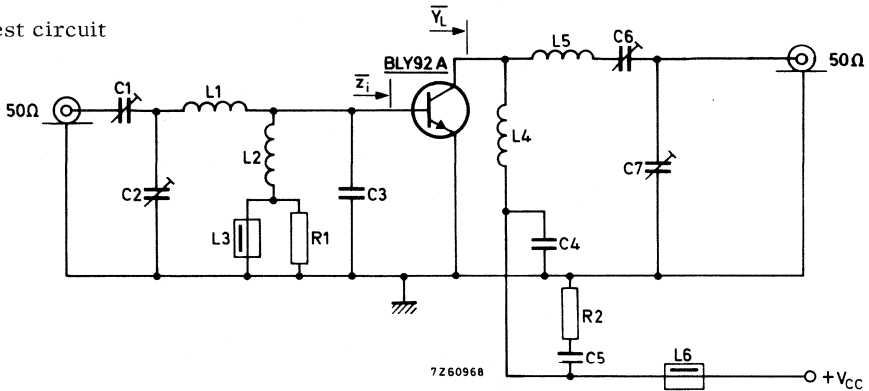 est circuit
Y̅L̅
C6
L5
BLY92A
50Ω
C1
z̅i̅
50Ω
L1
L4
L2
C7
C2
C3
L3
R1
C4
R2
C5
L6
7Z60968
+VCC